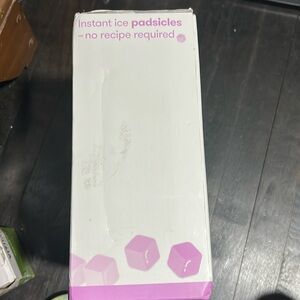 Instant ice padsicles
– no recipe required